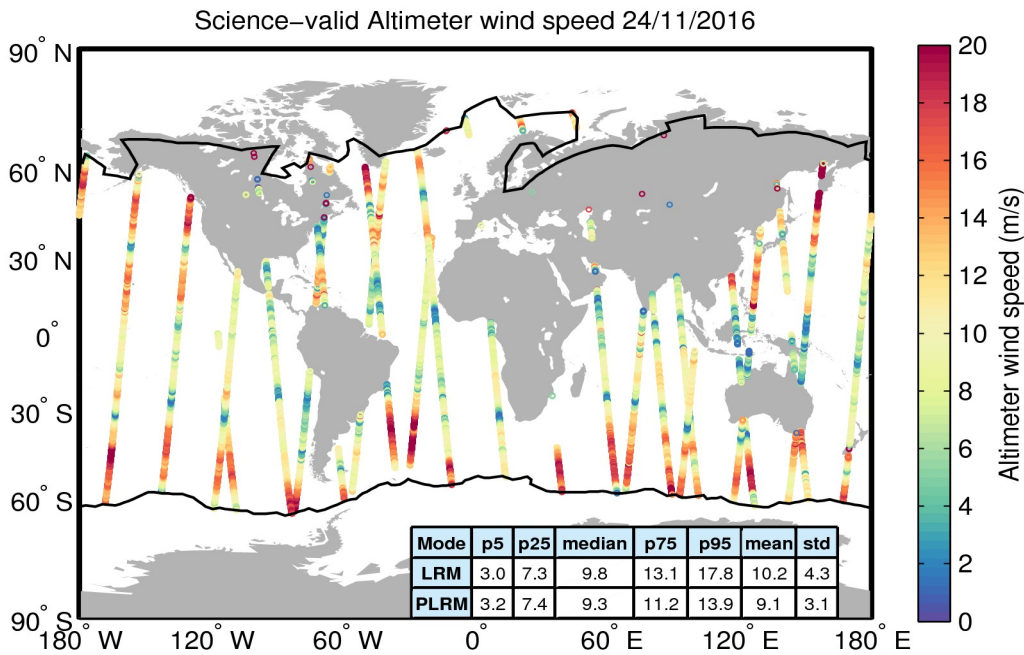 Science−valid Altimeter wind speed 24/11/2016
90° N
60° N
30° N
0°
30° S
60° S
90° S
180° W
120° W
60° W
0°
60° E
120° E
180° E
Mode p5 p25 median p75 p95 mean std
LRM 3.0 7.3 9.8 13.1 17.8 10.2 4.3
PLRM 3.2 7.4 9.3 11.2 13.9 9.1 3.1
20
18
16
14
12
10
8
6
4
2
0
Altimeter wind speed (m/s)